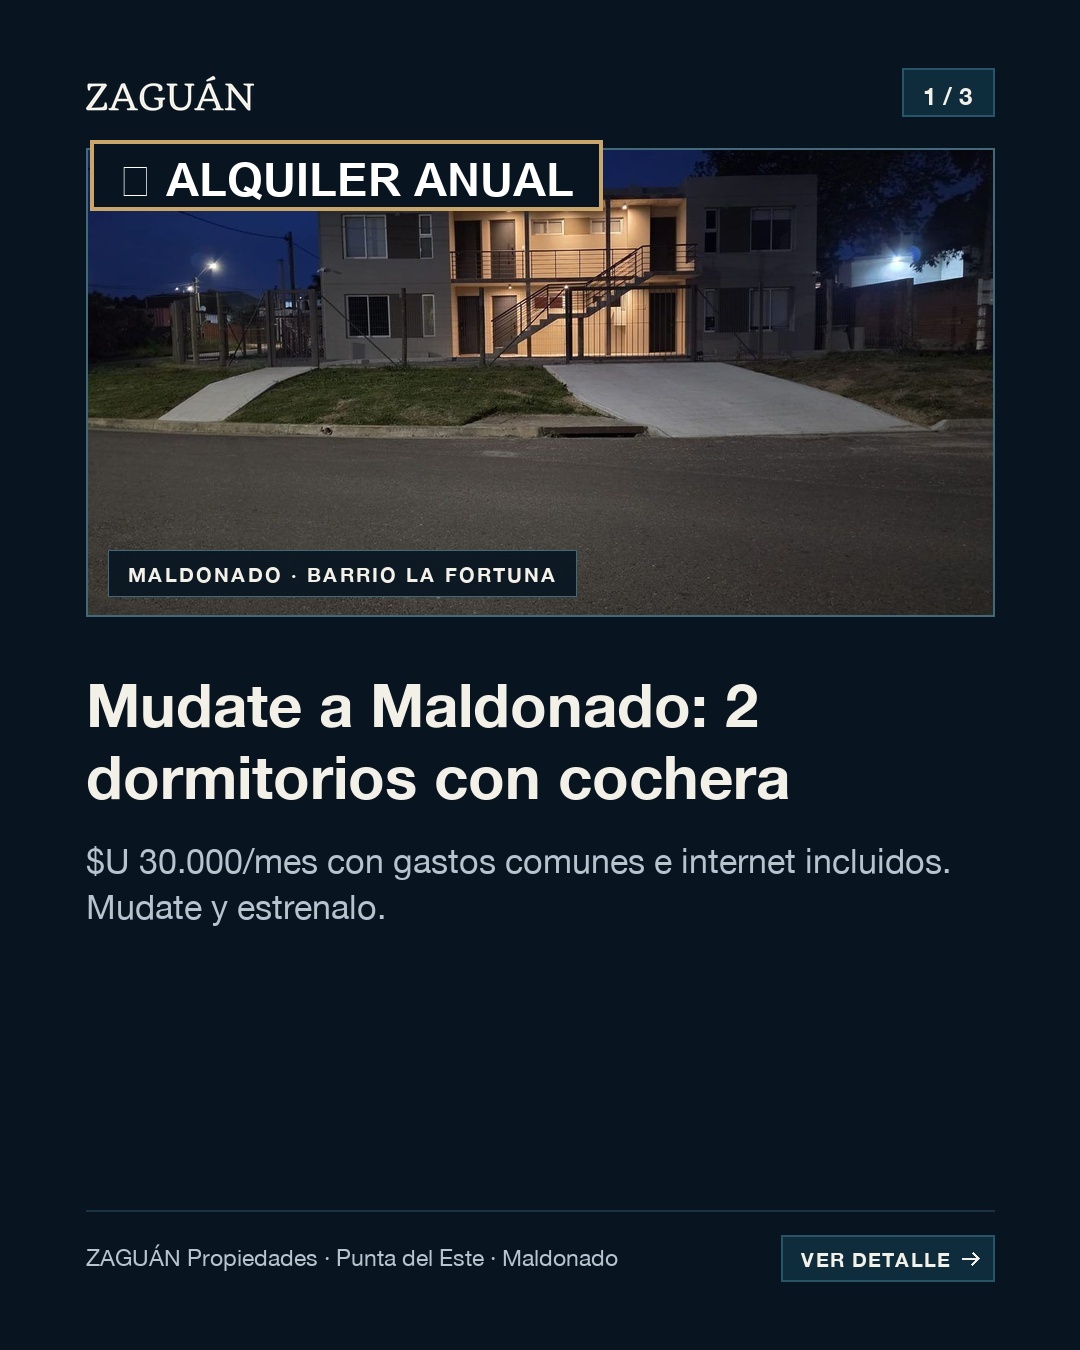 ZAGUÁN
1 / 3
ALQUILER ANUAL
MALDONADO · BARRIO LA FORTUNA
Mudate a Maldonado: 2
dormitorios con cochera
$U 30.000/mes con gastos comunes e internet incluidos.
Mudate y estrenalo.
ZAGUÁN Propiedades · Punta del Este · Maldonado
VER DETALLE →